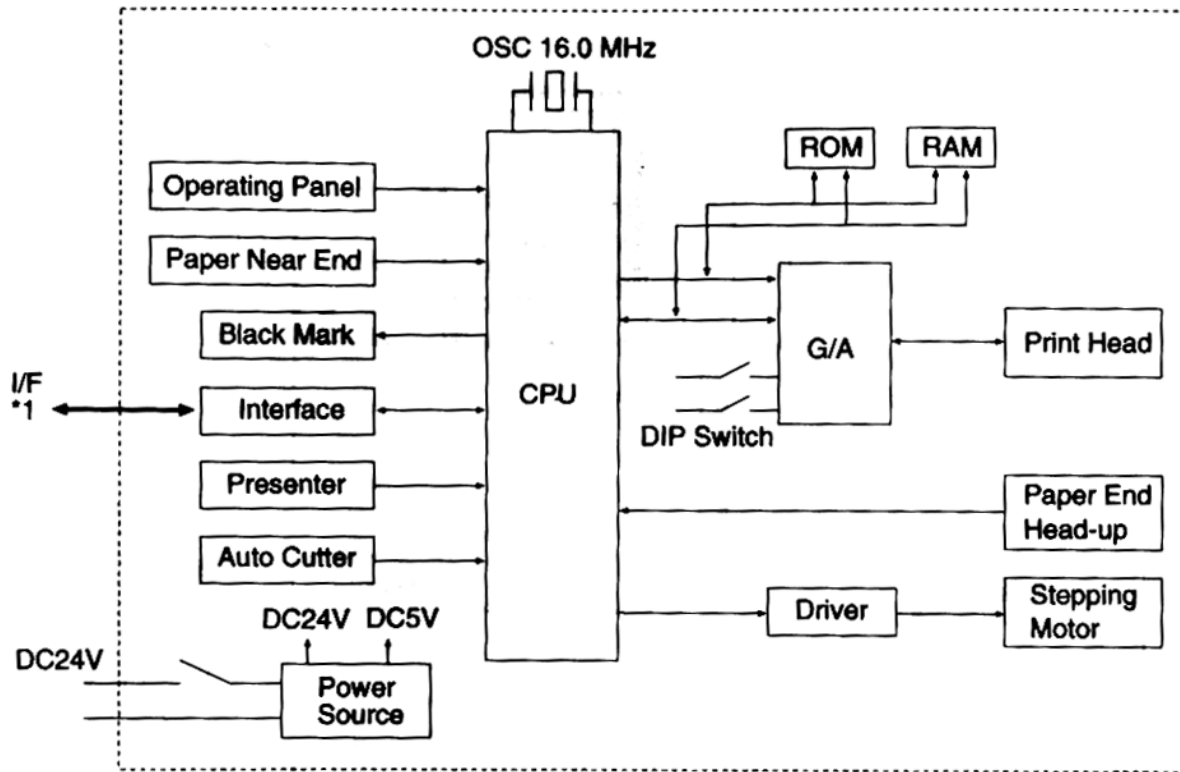 OSC 16.0 MHz
ROM
RAM
Operating Panel
Paper Near End
Black Mark
I/F
*1
Interface
Presenter
Auto Cutter
CPU
G/A
Print Head
DIP Switch
Paper End
Head-up
Driver
Stepping
Motor
DC24V
DC5V
DC24V
Power
Source